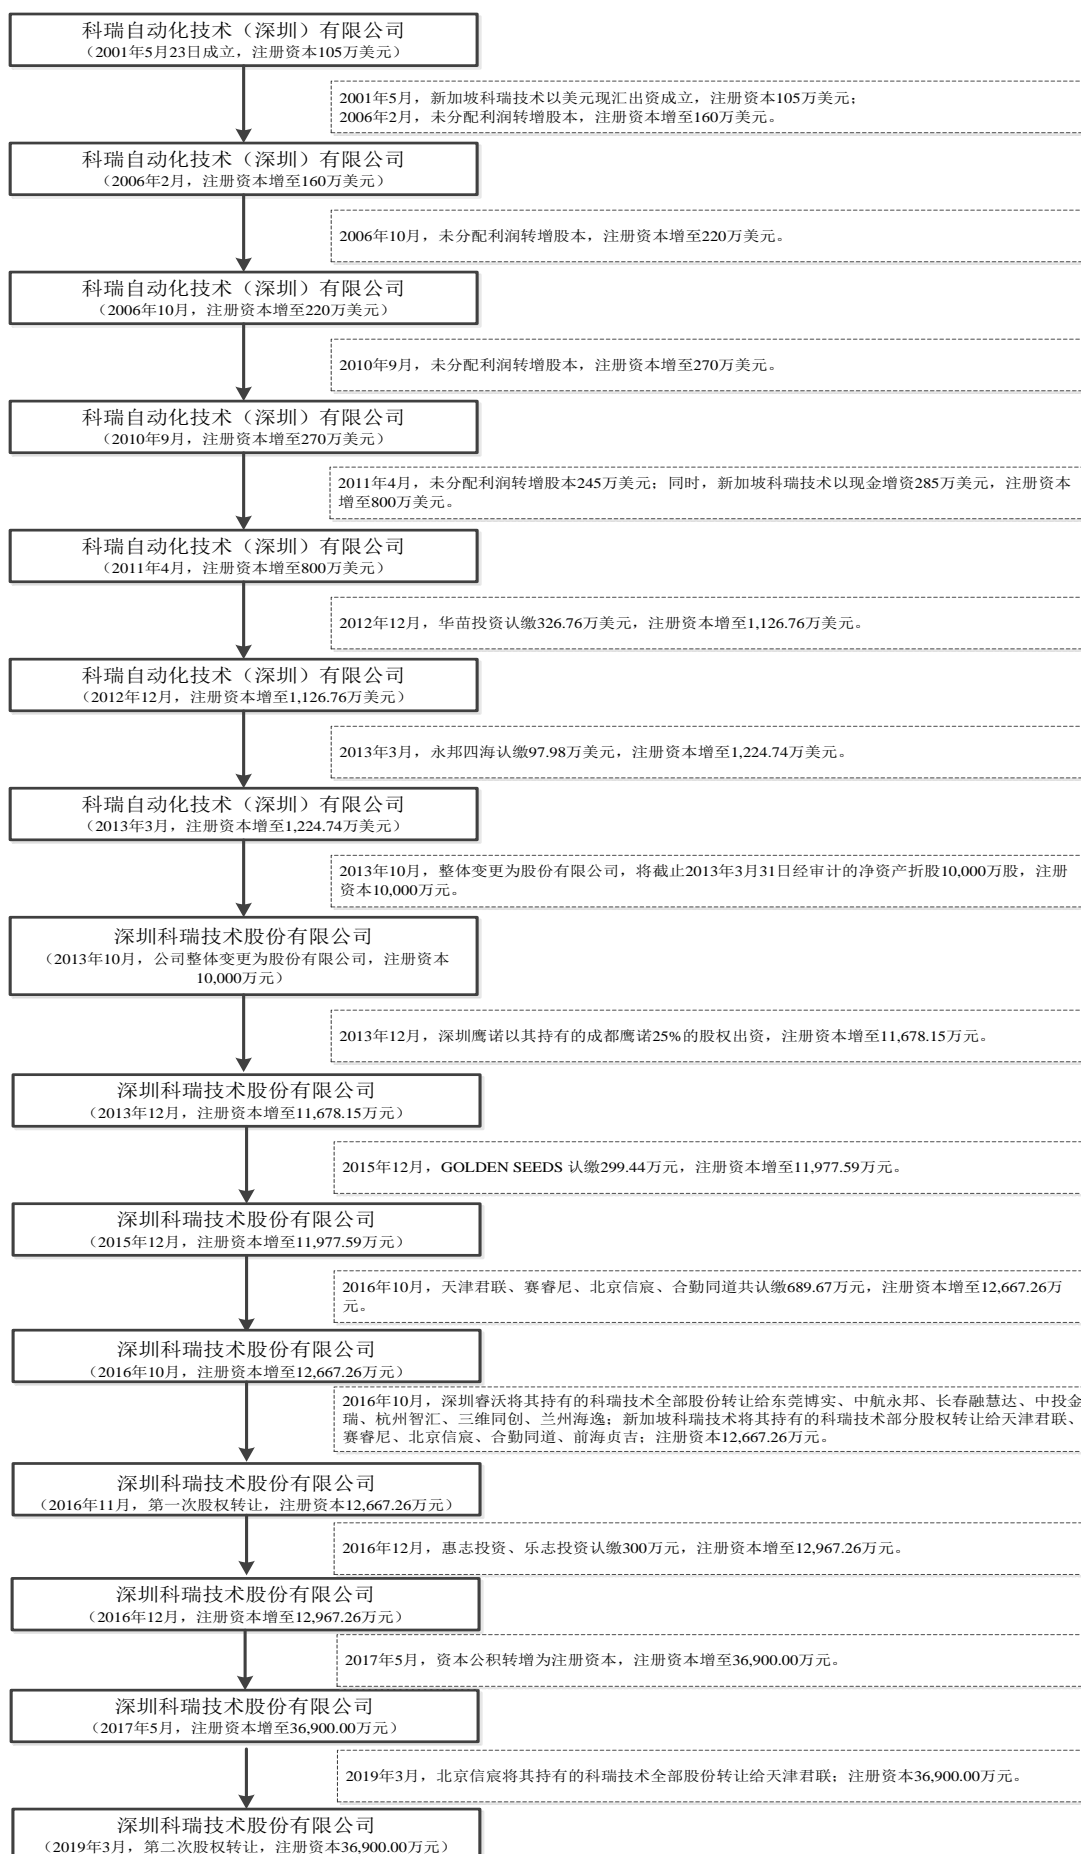 科瑞自动化技术（深圳）有限公司
（2001年5月23日成立，注册资本105万美元）
2001年5月，新加坡科瑞技术以美元现汇出资成立，注册资本105万美元；
2006年2月，未分配利润转增股本，注册资本增至160万美元。
科瑞自动化技术（深圳）有限公司
（2006年2月，注册资本增至160万美元）
2006年10月，未分配利润转增股本，注册资本增至220万美元。
科瑞自动化技术（深圳）有限公司
（2006年10月，注册资本增至220万美元）
2010年9月，未分配利润转增股本，注册资本增至270万美元。
科瑞自动化技术（深圳）有限公司
（2010年9月，注册资本增至270万美元）
2011年4月，未分配利润转增股本245万美元；同时，新加坡科瑞技术以现金增资285万美元，注册资本
增至800万美元。
科瑞自动化技术（深圳）有限公司
（2011年4月，注册资本增至800万美元）
2012年12月，华苗投资认缴326.76万美元，注册资本增至1,126.76万美元。
科瑞自动化技术（深圳）有限公司
（2012年12月，注册资本增至1,126.76万美元）
2013年3月，永邦四海认缴97.98万美元，注册资本增至1,224.74万美元。
科瑞自动化技术（深圳）有限公司
（2013年3月，注册资本增至1,224.74万美元）
2013年10月，整体变更为股份有限公司，将截止2013年3月31日经审计的净资产折股10,000万股，注册
资本10,000万元。
深圳科瑞技术股份有限公司
（2013年10月，公司整体变更为股份有限公司，注册资本
10,000万元）
2013年12月，深圳鹰诺以其持有的成都鹰诺25%的股权出资，注册资本增至11,678.15万元。
深圳科瑞技术股份有限公司
（2013年12月，注册资本增至11,678.15万元）
2015年12月，GOLDEN SEEDS 认缴299.44万元，注册资本增至11,977.59万元。
深圳科瑞技术股份有限公司
（2015年12月，注册资本增至11,977.59万元）
2016年10月，天津君联、赛睿尼、北京信宸、合勤同道共认缴689.67万元，注册资本增至12,667.26万
元。
深圳科瑞技术股份有限公司
（2016年10月，注册资本增至12,667.26万元）
2016年10月，深圳睿沃将其持有的科瑞技术全部股份转让给东莞博实、中航永邦、长春融慧达、中投金
瑞、杭州智汇、三维同创、兰州海逸；新加坡科瑞技术将其持有的科瑞技术部分股权转让给天津君联、
赛睿尼、北京信宸、合勤同道、前海贞吉；注册资本12,667.26万元。
深圳科瑞技术股份有限公司
（2016年11月，第一次股权转让，注册资本12,667.26万元）
2016年12月，惠志投资、乐志投资认缴300万元，注册资本增至12,967.26万元。
深圳科瑞技术股份有限公司
（2016年12月，注册资本增至12,967.26万元）
2017年5月，资本公积转增为注册资本，注册资本增至36,900.00万元。
深圳科瑞技术股份有限公司
（2017年5月，注册资本增至36,900.00万元）
2019年3月，北京信宸将其持有的科瑞技术全部股份转让给天津君联；注册资本36,900.00万元。
深圳科瑞技术股份有限公司
（2019年3月，第二次股权转让，注册资本36,900.00万元）